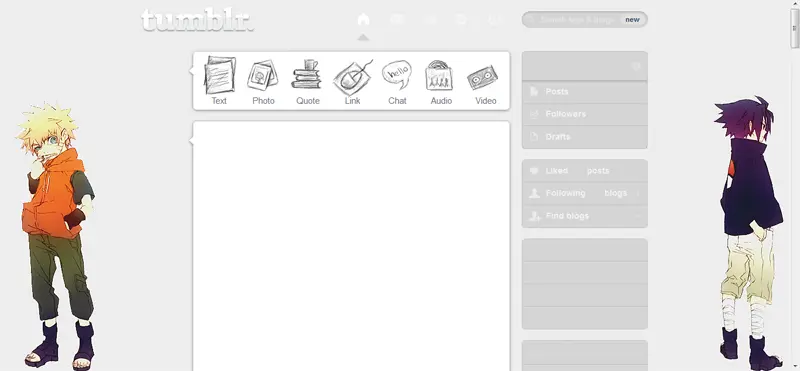 tumblr.
Search tags & blogs new
Text Photo Quote Link Chat Audio Video
hello
Posts
Followers
Drafts
Liked posts
Following blogs
Find blogs